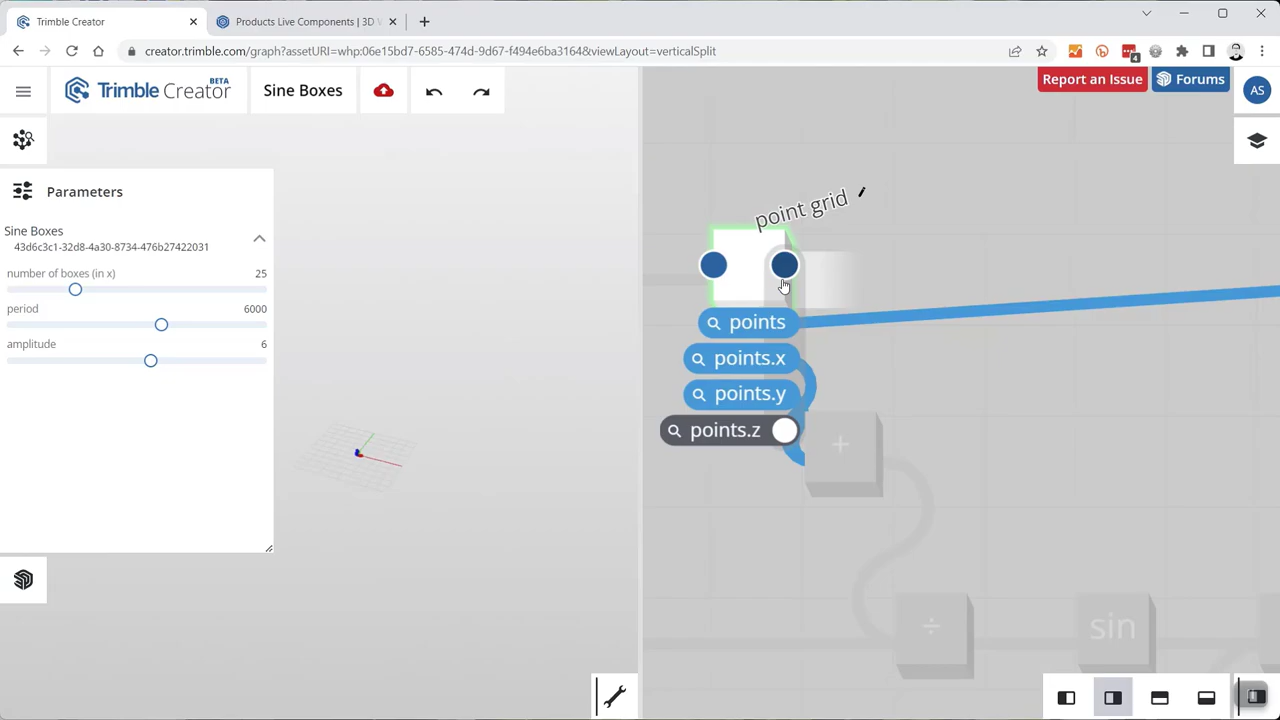 Trimble Creator
Products Live Components | 3D W
creator.trimble.com/graph?assetURI=whp:06e15bd7-6585-474d-9d67-f494e6ba3164&viewLayout=verticalSplit
4
Trimble Creator BETA
Sine Boxes
Report an Issue
Forums
AS
Parameters
Sine Boxes
43d6c3c1-32d8-4a30-8734-476b27422031
number of boxes (in x) 25
period 6000
amplitude 6
point grid
points
points.x
points.y
points.z
+
÷
sin